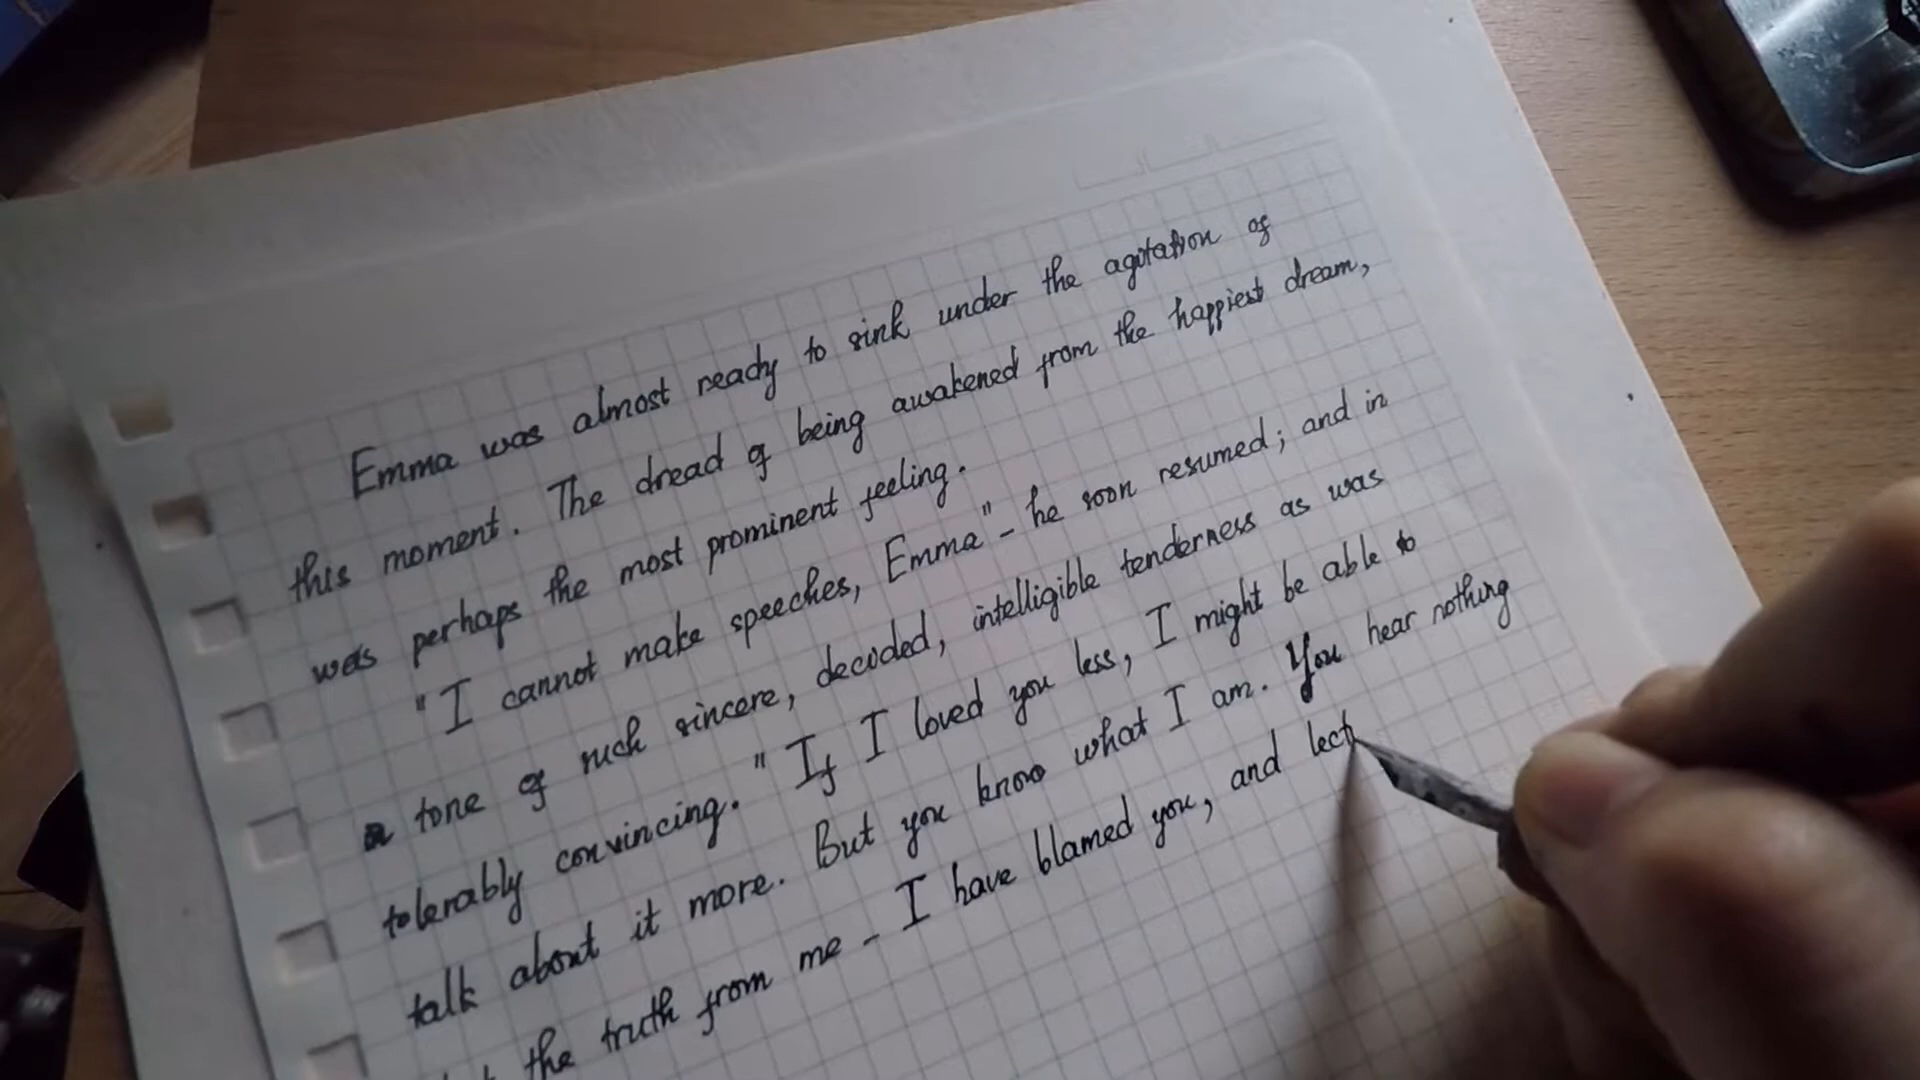 Emma was almost ready to sink under the agitation of
this moment. The dread of being awakened from the happiest dream,
was perhaps the most prominent feeling.
"I cannot make speeches, Emma" - he soon resumed; and in
a tone of such sincere, decided, intelligible tenderness as was
tolerably convincing. "If I loved you less, I might be able to
talk about it more. But you know what I am. You hear nothing
the truth from me - I have blamed you, and lect